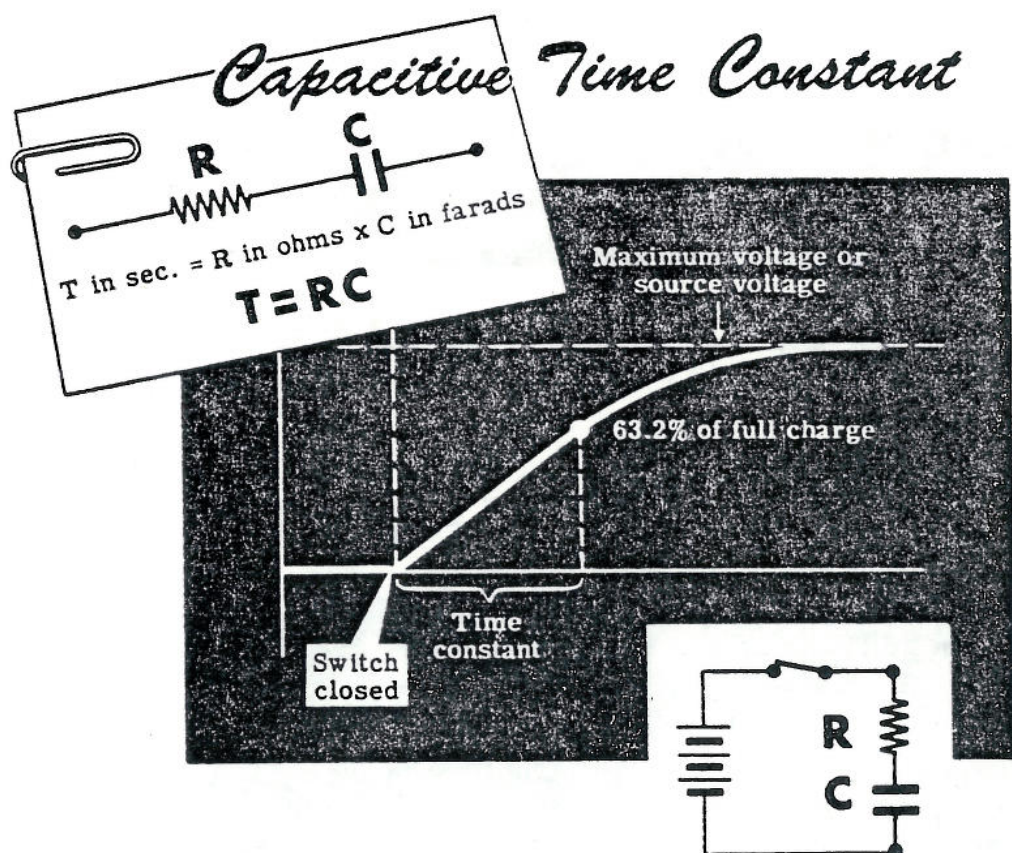 Capacitive Time Constant
R
C
T in sec. = R in ohms x C in farads
T=RC
Maximum voltage or
source voltage
63.2% of full charge
Time
constant
Switch
closed
R
C